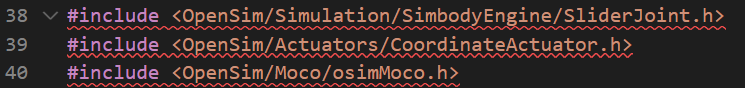 38 #include <OpenSim/Simulation/SimbodyEngine/SliderJoint.h>
39 #include <OpenSim/Actuators/CoordinateActuator.h>
40 #include <OpenSim/Moco/osimMoco.h>